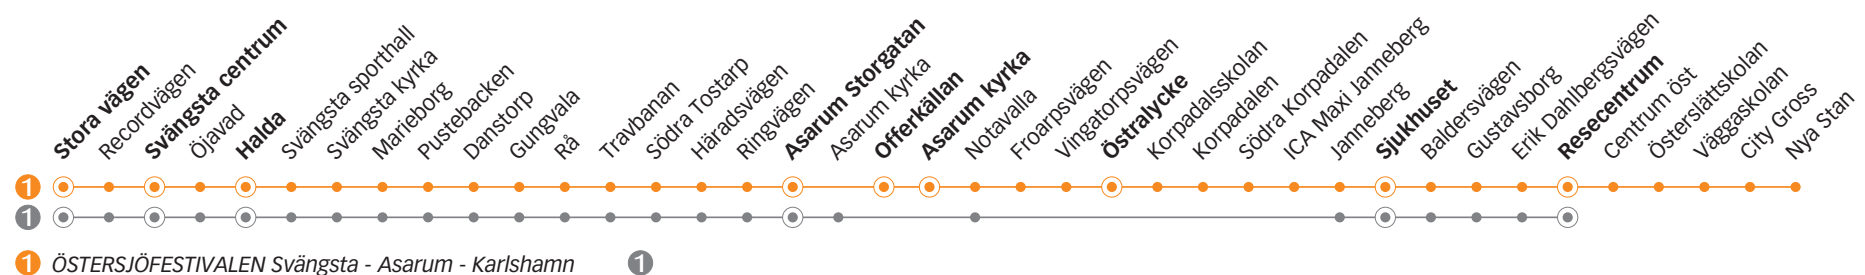 Stora vägen
Recordvägen
Svängsta centrum
Öjavad
Halda
Svängsta sporthall
Svängsta kyrka
Marieborg
Pustebacken
Danstorp
Gungvala
Rå
Travbanan
Södra Tostarp
Häradsvägen
Ringvägen
Asarum Storgatan
Asarum Kyrka
Offerkällan
Asarum kyrka
Notavalla
Froarpsvägen
Vingatorpsvägen
Östralycke
Korpadalsskolan
Korpadalen
Södra Korpadalen
ICA Maxi Janneberg
Janneberg
Sjukhuset
Baldersvägen
Gustavsborg
Erik Dahlbergsvägen
Resecentrum
Centrum öst
Österslättskolan
Väggaskolan
City Gross
Nya Stan
1
1
1 ÖSTERSJÖFESTIVALEN Svängsta - Asarum - Karlshamn 1